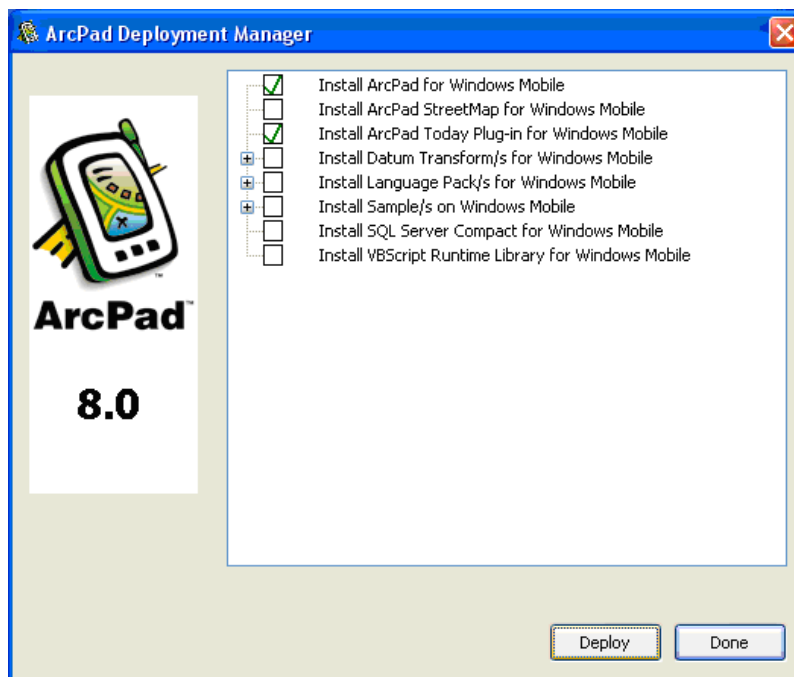 ArcPad Deployment Manager
Install ArcPad for Windows Mobile
Install ArcPad StreetMap for Windows Mobile
Install ArcPad Today Plug-in for Windows Mobile
Install Datum Transform/s for Windows Mobile
Install Language Pack/s for Windows Mobile
Install Sample/s on Windows Mobile
Install SQL Server Compact for Windows Mobile
Install VBScript Runtime Library for Windows Mobile
ArcPad™
8.0
Deploy
Done